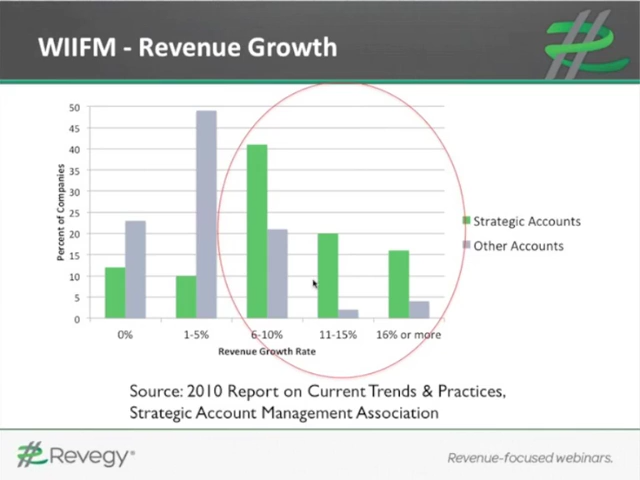 WIIFM - Revenue Growth
50
45
40
35
30
25
20
15
10
5
0
Percent of Companies
0% 1-5% 6-10% 11-15% 16% or more
Revenue Growth Rate
Strategic Accounts
Other Accounts
Source: 2010 Report on Current Trends & Practices,
Strategic Account Management Association
Revegy®
Revenue-focused webinars.